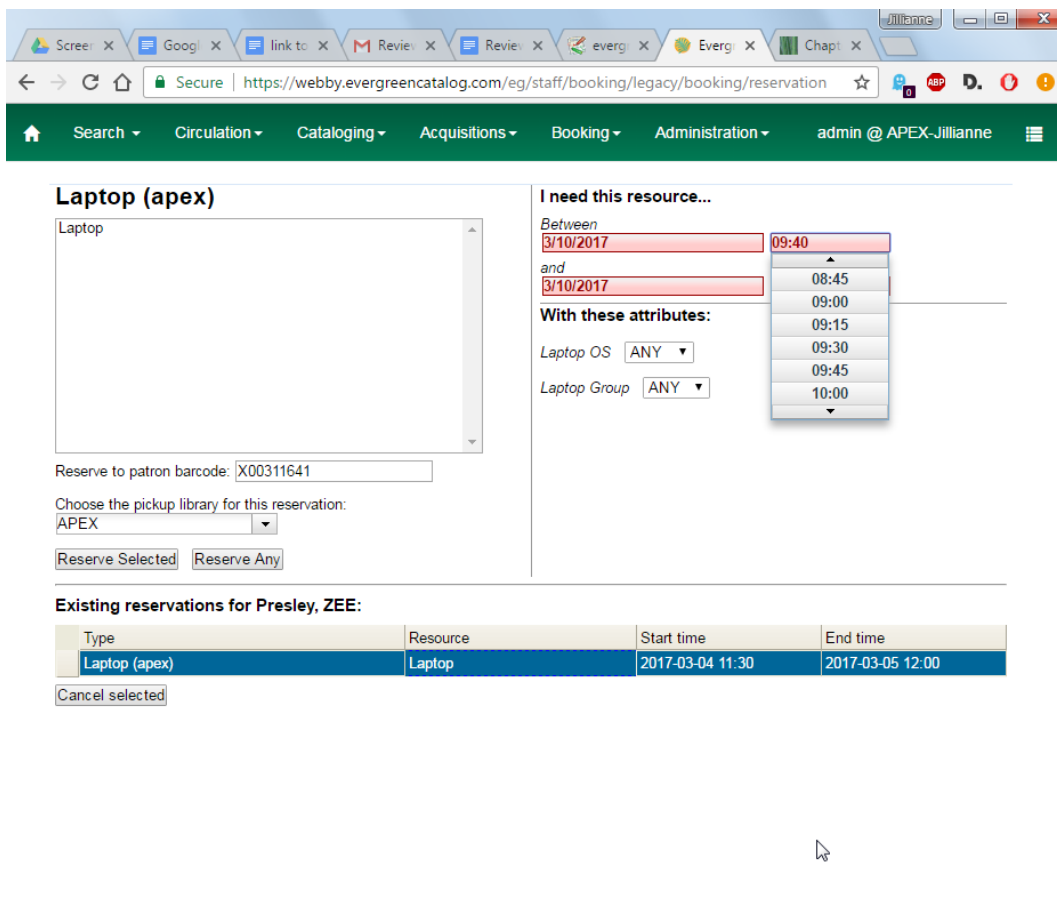 Jillianne
Screen
Googl
link to
Review
Review
everg
Evergr
Chapt
Secure | https://webby.evergreencatalog.com/eg/staff/booking/legacy/booking/reservation
0
ABP
D.
Search
Circulation
Cataloging
Acquisitions
Booking
Administration
admin @ APEX-Jillianne
Laptop (apex)
Laptop
Reserve to patron barcode: X00311641
Choose the pickup library for this reservation:
APEX
Reserve Selected
Reserve Any
I need this resource...
Between
3/10/2017
09:40
and
3/10/2017
08:45
09:00
09:15
09:30
09:45
10:00
With these attributes:
Laptop OS ANY
Laptop Group ANY
Existing reservations for Presley, ZEE:
Type Resource Start time End time
Laptop (apex) Laptop 2017-03-04 11:30 2017-03-05 12:00
Cancel selected